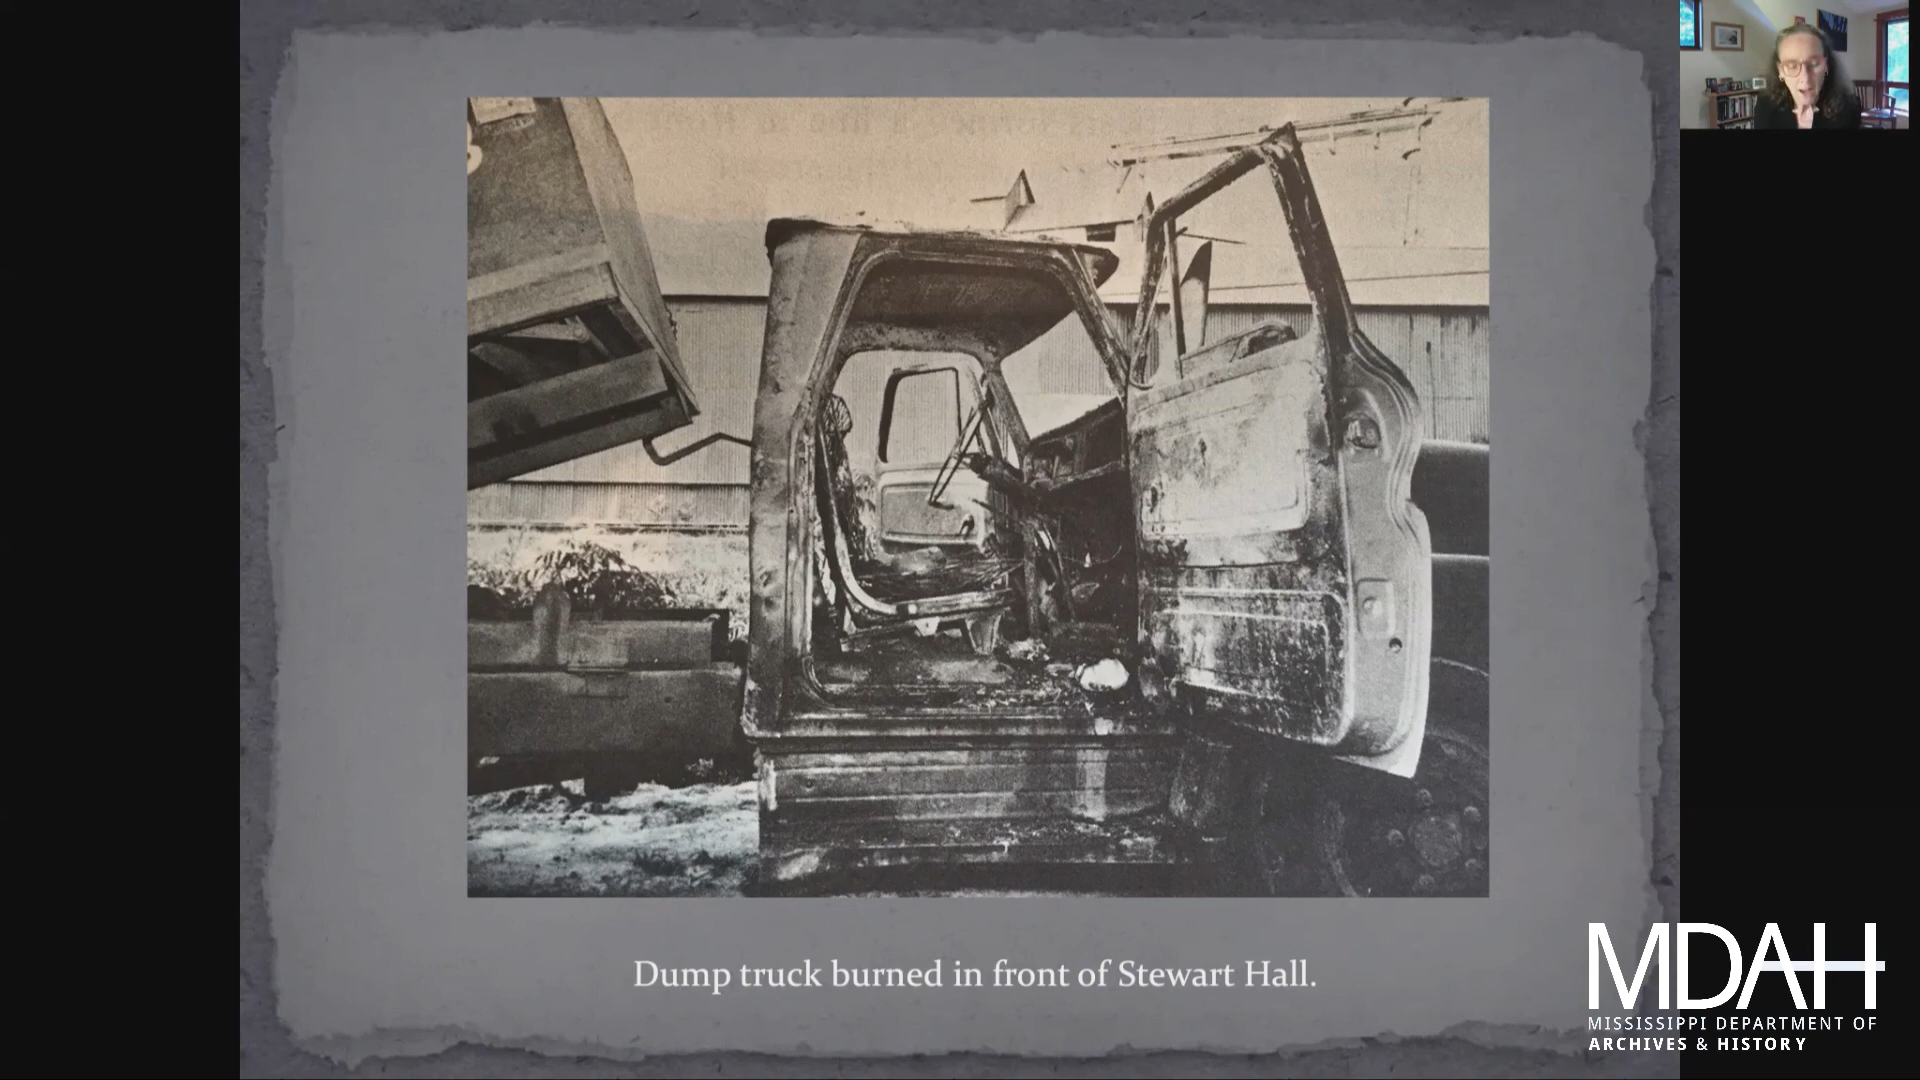 Dump truck burned in front of Stewart Hall.
MDAH
MISSISSIPPI DEPARTMENT OF
ARCHIVES & HISTORY